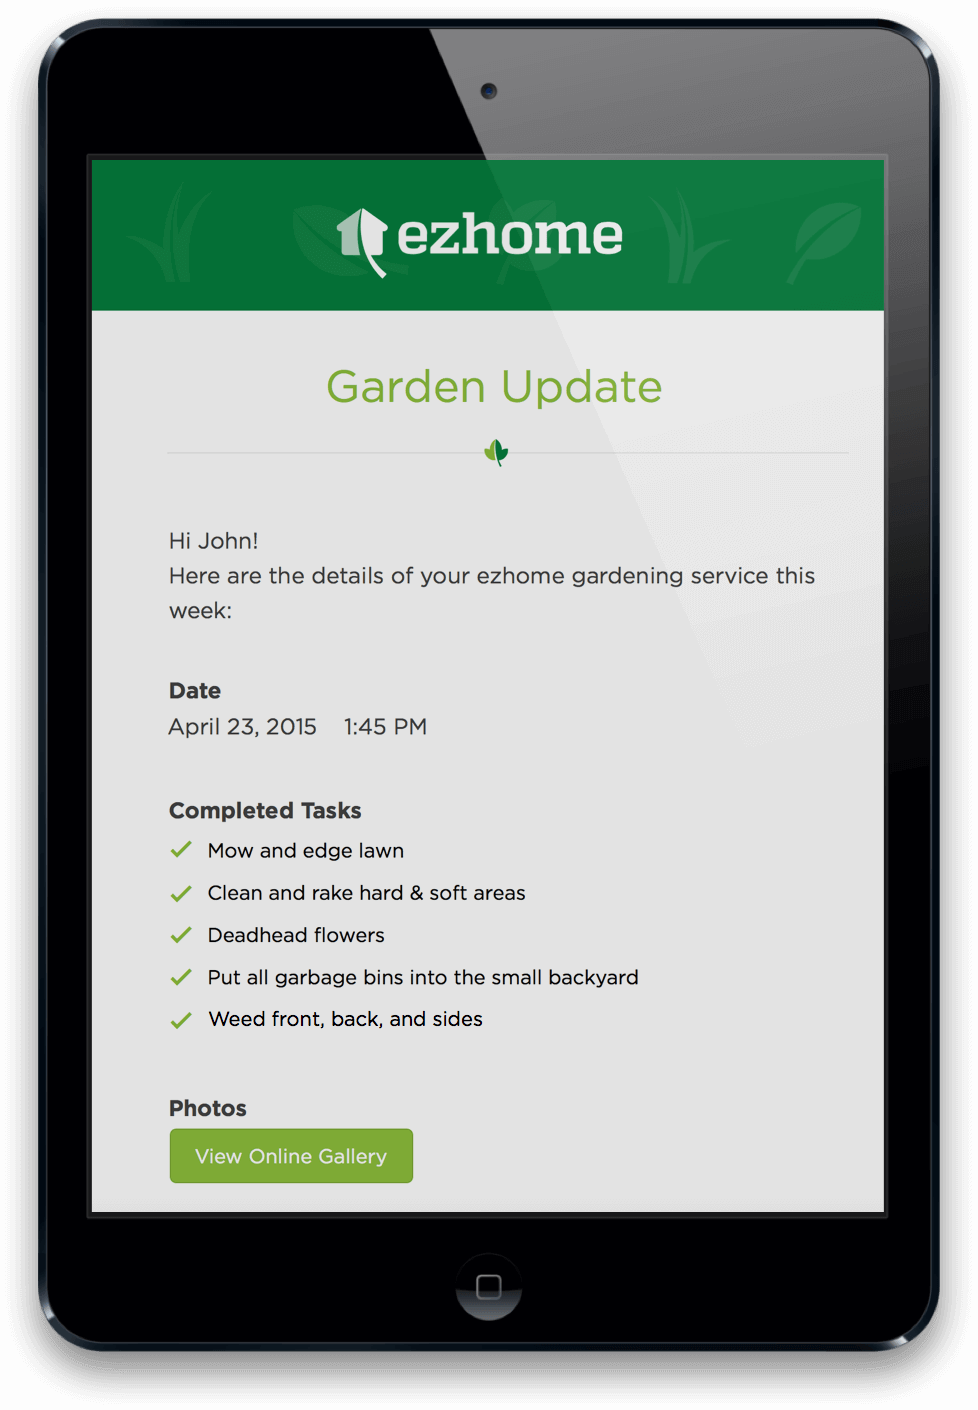 ezhome
Garden Update
Hi John!
Here are the details of your ezhome gardening service this
week:
Date
April 23, 2015 1:45 PM
Completed Tasks
Mow and edge lawn
Clean and rake hard & soft areas
Deadhead flowers
Put all garbage bins into the small backyard
Weed front, back, and sides
Photos
View Online Gallery